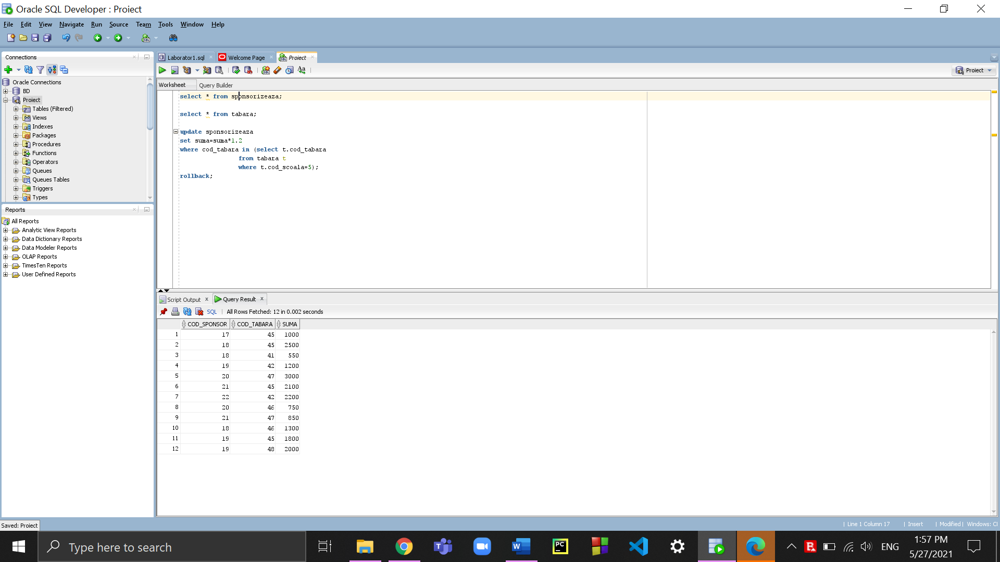 Oracle SQL Developer : Proiect
File Edit View Navigate Run Source Team Tools Window Help
Connections
Oracle Connections
BD
Proiect
Tables (Filtered)
Views
Indexes
Packages
Procedures
Functions
Operators
Queues
Queues Tables
Triggers
Types
Reports
All Reports
Analytic View Reports
Data Dictionary Reports
Data Modeler Reports
OLAP Reports
TimesTen Reports
User Defined Reports
Laborator1.sql Welcome Page Proiect
Proiect
Worksheet Query Builder
select * from sponsorizeaza;
select * from tabara;
update sponsorizeaza
set suma=suma*1.2
where cod_tabara in (select t.cod_tabara
from tabara t
where t.cod_scoala=5);
rollback;
Script Output Query Result
SQL All Rows Fetched: 12 in 0.002 seconds
COD_SPONSOR COD_TABARA SUMA
1 17 45 1000
2 18 45 2500
3 18 41 550
4 19 42 1200
5 20 47 3000
6 21 45 2100
7 22 42 2200
8 20 46 750
9 21 47 850
10 18 46 1300
11 19 45 1800
12 19 48 2000
Saved: Proiect
Line 1 Column 17 Insert Modified Windows: Cl
Type here to search
ENG
1:57 PM
5/27/2021